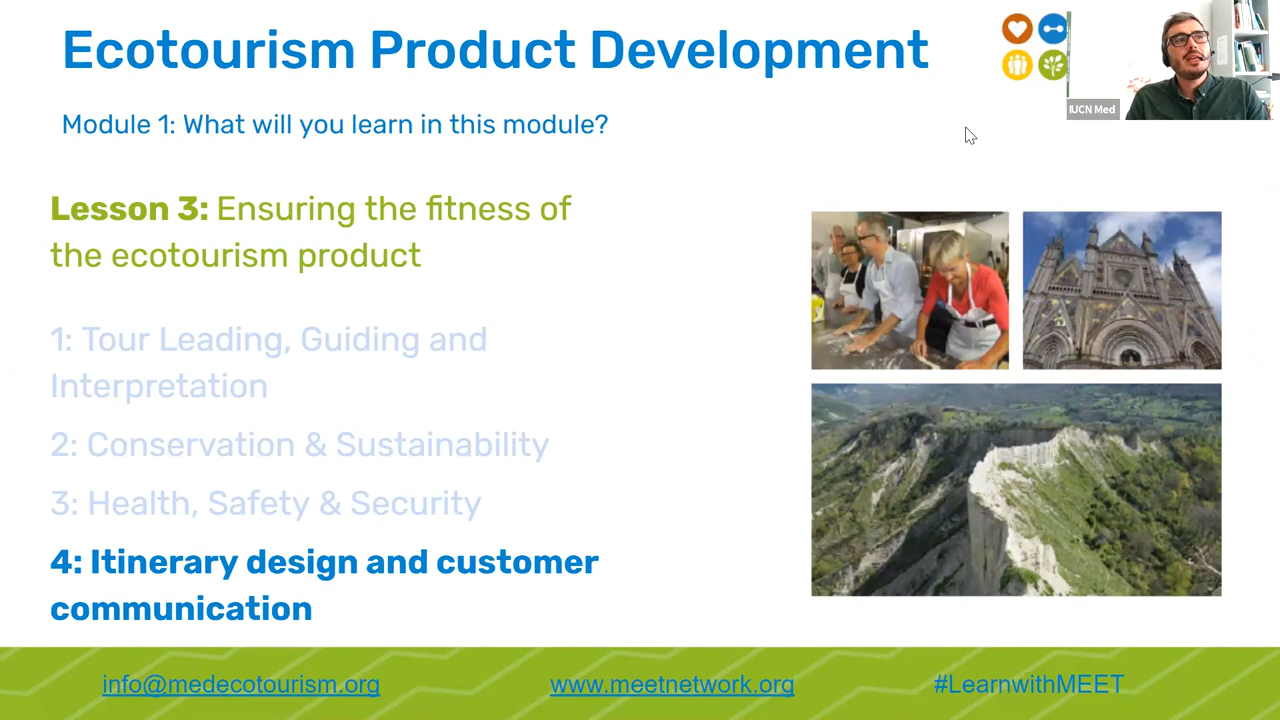 Ecotourism Product Development
IUCN Med
Module 1: What will you learn in this module?
Lesson 3: Ensuring the fitness of
the ecotourism product
1: Tour Leading, Guiding and
Interpretation
2: Conservation & Sustainability
3: Health, Safety & Security
4: Itinerary design and customer
communication
info@medecotourism.org
www.meetnetwork.org
#LearnwithMEET